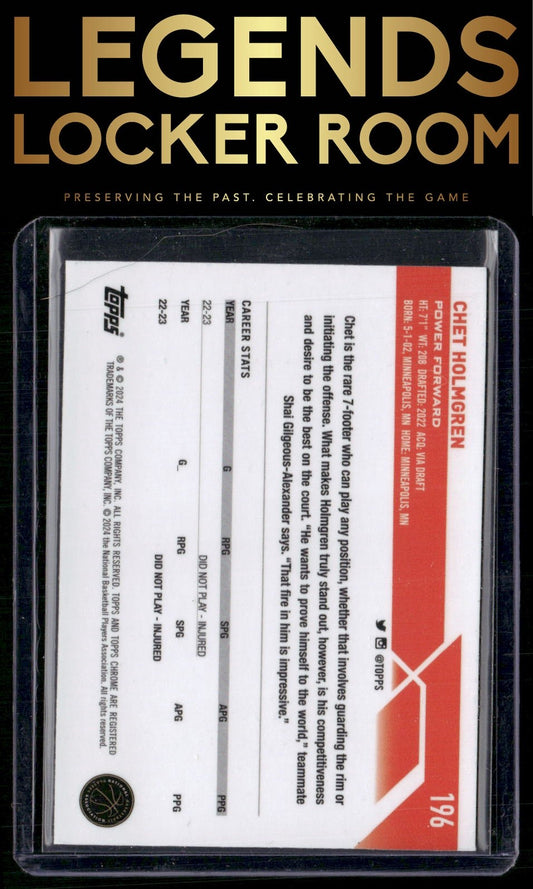 LEGENDS
LOCKER ROOM
PRESERVING THE PAST. CELEBRATING THE GAME
CHET HOLMGREN
POWER FORWARD
HT: 7'1" WT: 208 DRAFTED: 2022 ACQ: VIA DRAFT
BORN: 5-1-02, MINNEAPOLIS, MN HOME: MINNEAPOLIS, MN
@TOPPS
196
Chet is the rare 7-footer who can play any position, whether that involves guarding the rim or
initiating the offense. What makes Holmgren truly stand out, however, is his competitiveness
and desire to be the best on the court. "He wants to prove himself to the world," teammate
Shai Gilgeous-Alexander says. "That fire in him is impressive."
CAREER STATS
YEAR G RPG SPG APG PPG
22-23 DID NOT PLAY - INJURED
YEAR G RPG SPG APG PPG
22-23 DID NOT PLAY - INJURED
topps
® & © 2024 THE TOPPS COMPANY, INC. ALL RIGHTS RESERVED. TOPPS AND TOPPS CHROME ARE REGISTERED
TRADEMARKS OF THE TOPPS COMPANY, INC. © 2024 the National Basketball Players Association. All rights reserved.